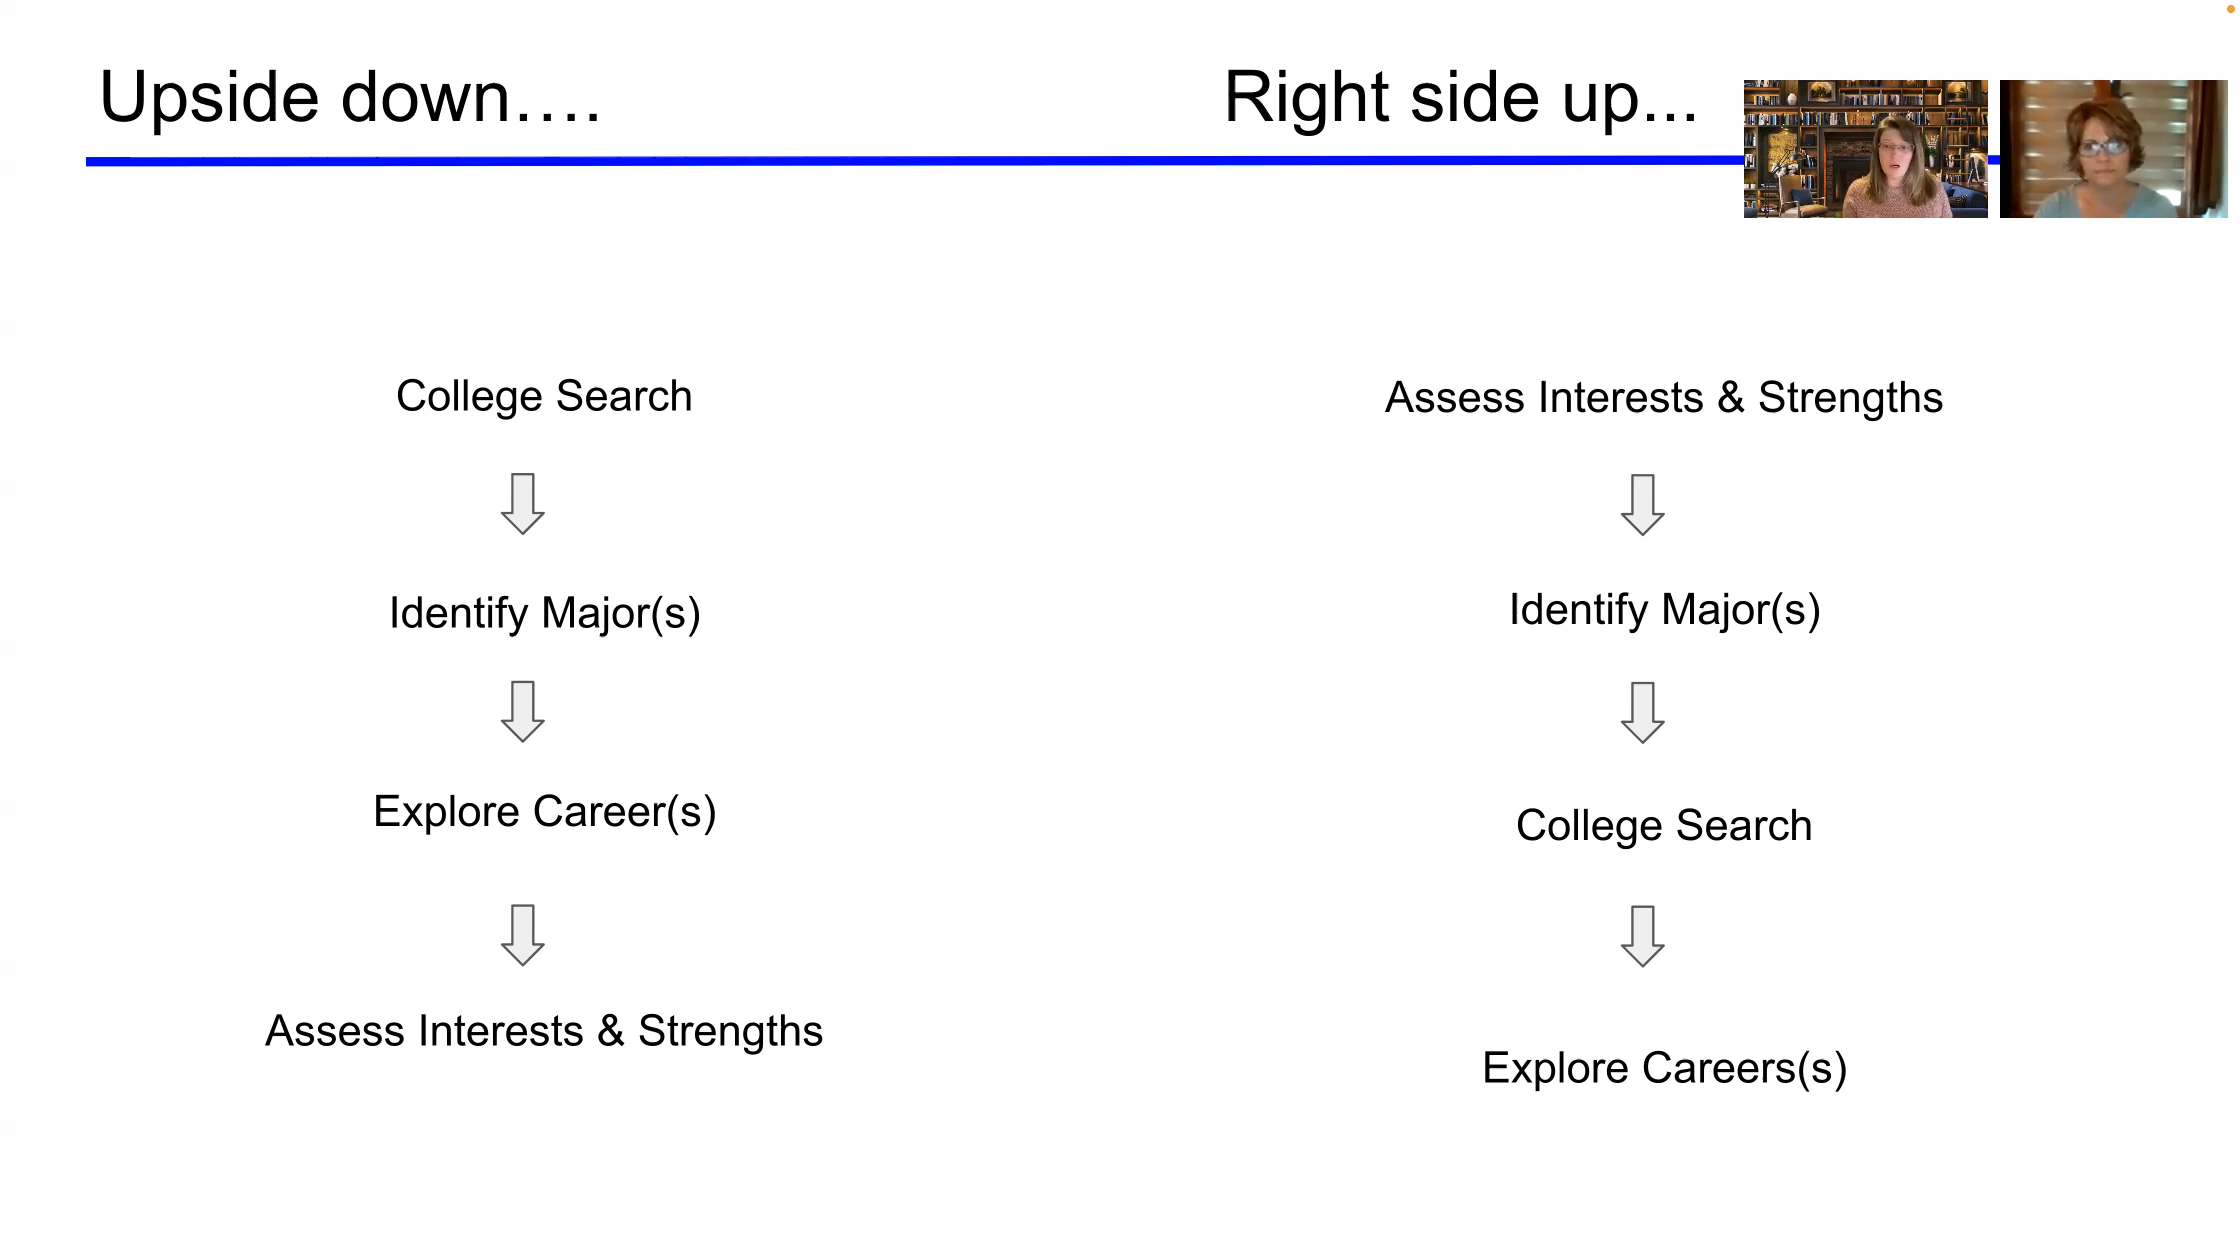 Upside down….
Right side up...
College Search
Identify Major(s)
Explore Career(s)
Assess Interests & Strengths
Assess Interests & Strengths
Identify Major(s)
College Search
Explore Careers(s)